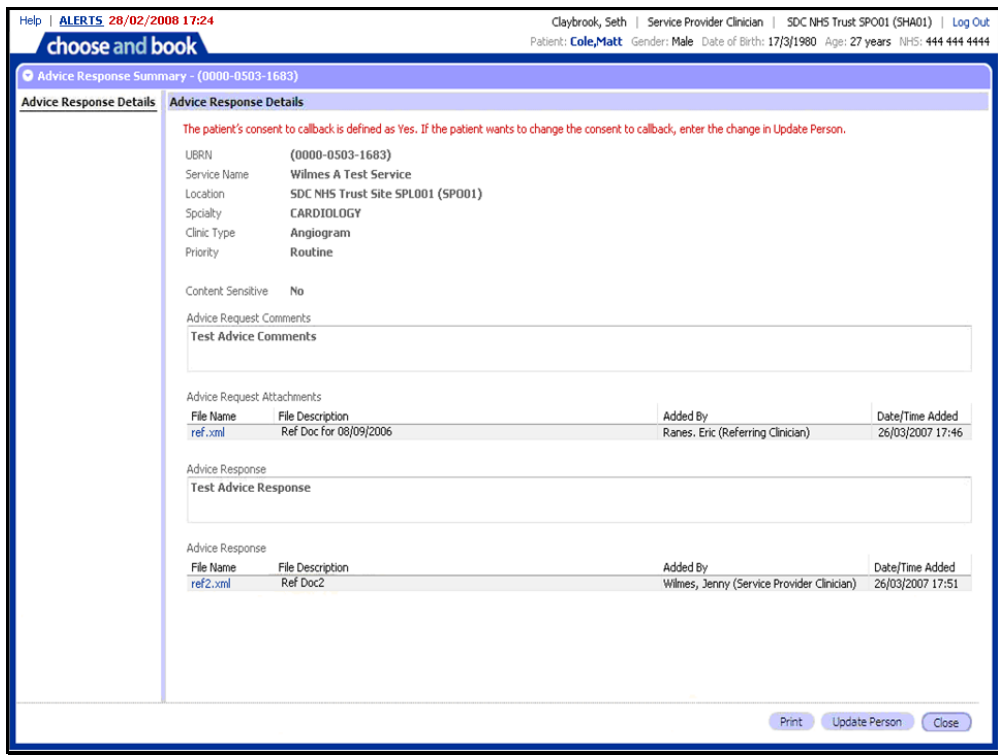 Help | ALERTS 28/02/2008 17:24
Claybrook, Seth | Service Provider Clinician | SDC NHS Trust SPO01 (SHA01) | Log Out
choose and book
Patient: Cole,Matt Gender: Male Date of Birth: 17/3/1980 Age: 27 years NHS: 444 444 4444
Advice Response Summary - (0000-0503-1683)
Advice Response Details
Advice Response Details
The patient's consent to callback is defined as Yes. If the patient wants to change the consent to callback, enter the change in Update Person.
UBRN (0000-0503-1683)
Service Name Wilmes A Test Service
Location SDC NHS Trust Site SPL001 (SPO01)
Spcialty CARDIOLOGY
Clinic Type Angiogram
Priority Routine
Content Sensitive No
Advice Request Comments
Test Advice Comments
Advice Request Attachments
File Name File Description Added By Date/Time Added
ref.xml Ref Doc for 08/09/2006 Ranes. Eric (Referring Clinician) 26/03/2007 17:46
Advice Response
Test Advice Response
Advice Response
File Name File Description Added By Date/Time Added
ref2.xml Ref Doc2 Wilmes, Jenny (Service Provider Clinician) 26/03/2007 17:51
Print Update Person Close